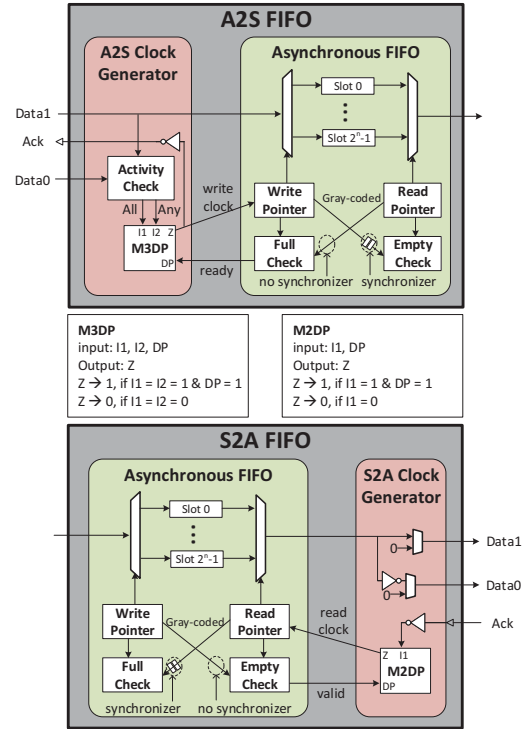 A2S FIFO
A2S Clock
Generator
Asynchronous FIFO
Slot 0
Slot 2ⁿ-1
Data1
Ack
Data0
Activity
Check
All
Any
I1 I2 Z
M3DP
DP
write
clock
ready
Write
Pointer
Gray-coded
Read
Pointer
Full
Check
Empty
Check
no synchronizer
synchronizer
M3DP
input: I1, I2, DP
Output: Z
Z → 1, if I1 = I2 = 1 & DP = 1
Z → 0, if I1 = I2 = 0
M2DP
input: I1, DP
Output: Z
Z → 1, if I1 = 1 & DP = 1
Z → 0, if I1 = 0
S2A FIFO
Asynchronous FIFO
S2A Clock
Generator
Slot 0
Slot 2ⁿ-1
0
Data1
0
Data0
Ack
Write
Pointer
Gray-coded
Read
Pointer
read
clock
Z I1
M2DP
DP
Full
Check
Empty
Check
valid
synchronizer
no synchronizer